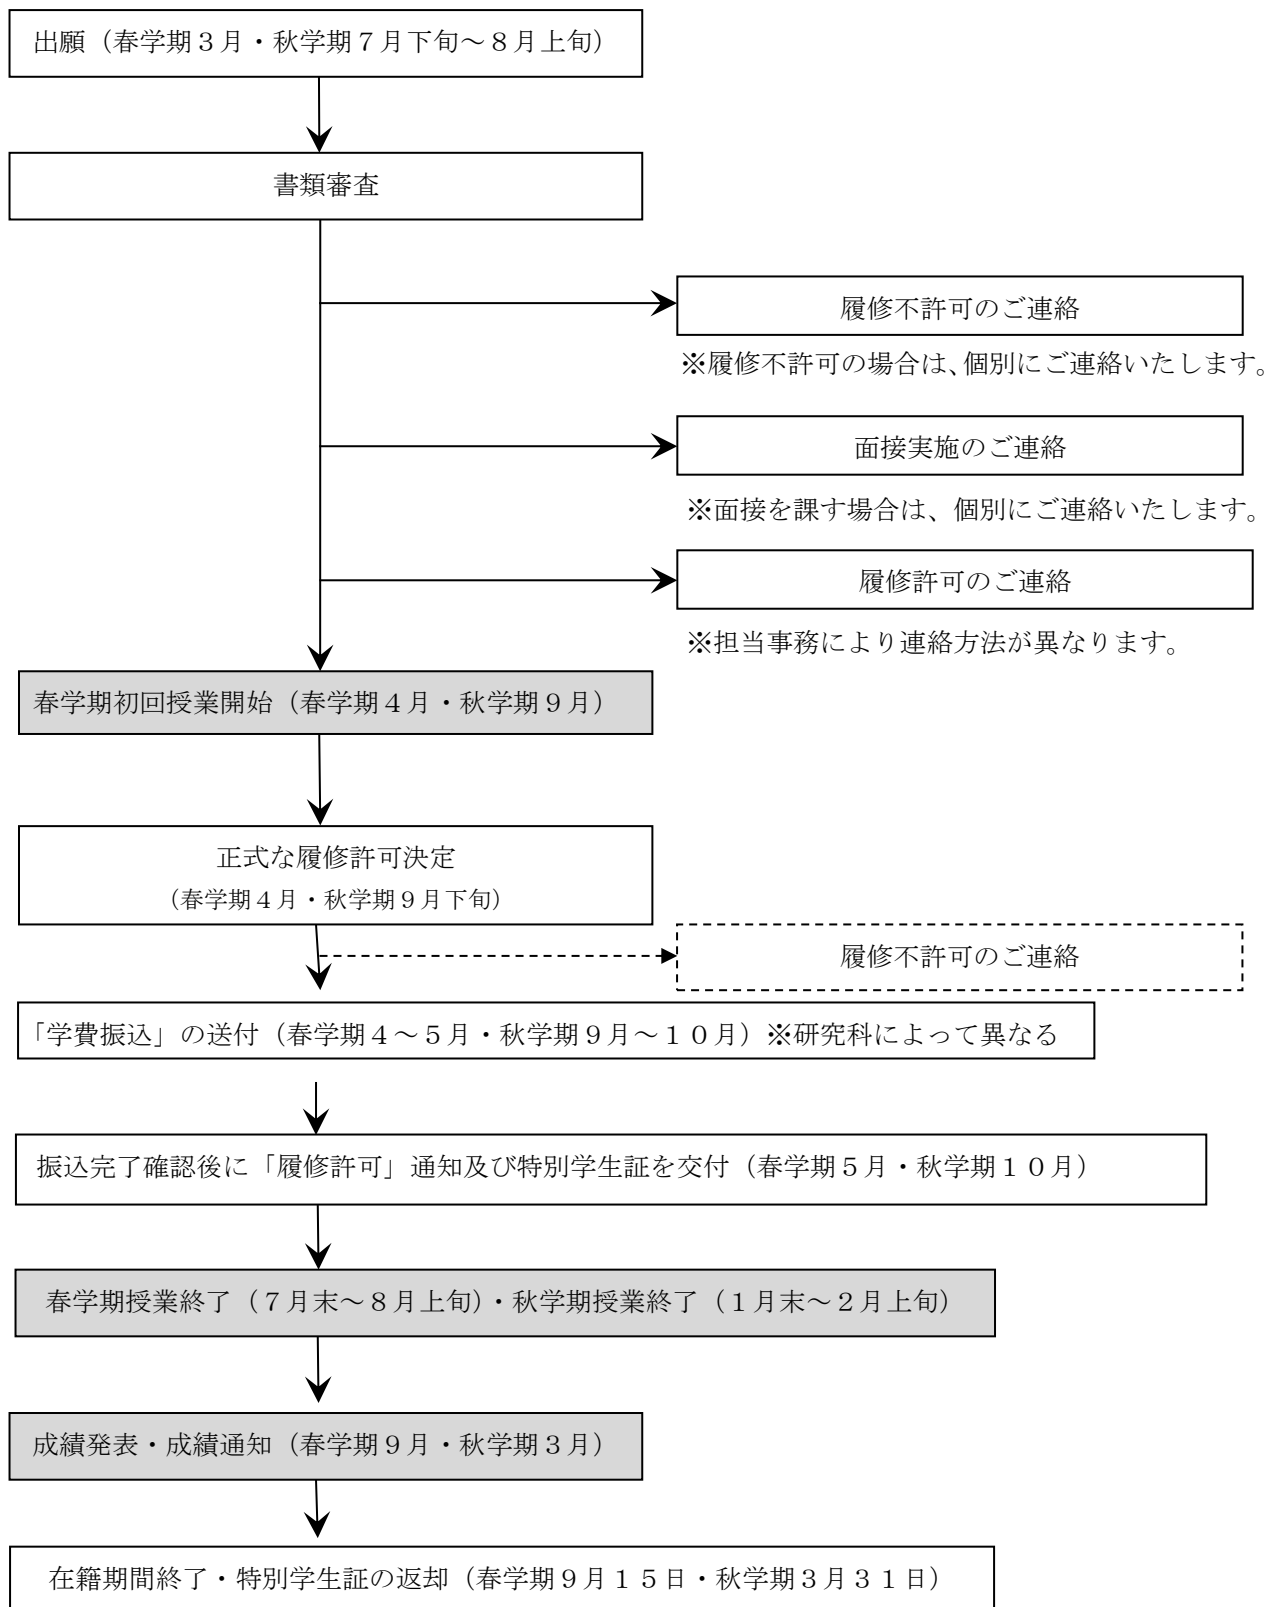 出願（春学期３月・秋学期７月下旬～８月上旬）
書類審査
履修不許可のご連絡
※履修不許可の場合は、個別にご連絡いたします。
面接実施のご連絡
※面接を課す場合は、個別にご連絡いたします。
履修許可のご連絡
※担当事務により連絡方法が異なります。
春学期初回授業開始（春学期４月・秋学期９月）
正式な履修許可決定
（春学期４月・秋学期９月下旬）
履修不許可のご連絡
「学費振込」の送付（春学期４～５月・秋学期９月～１０月）※研究科によって異なる
振込完了確認後に「履修許可」通知及び特別学生証を交付（春学期５月・秋学期１０月）
春学期授業終了（７月末～８月上旬）・秋学期授業終了（１月末～２月上旬）
成績発表・成績通知（春学期９月・秋学期３月）
在籍期間終了・特別学生証の返却（春学期９月１５日・秋学期３月３１日）